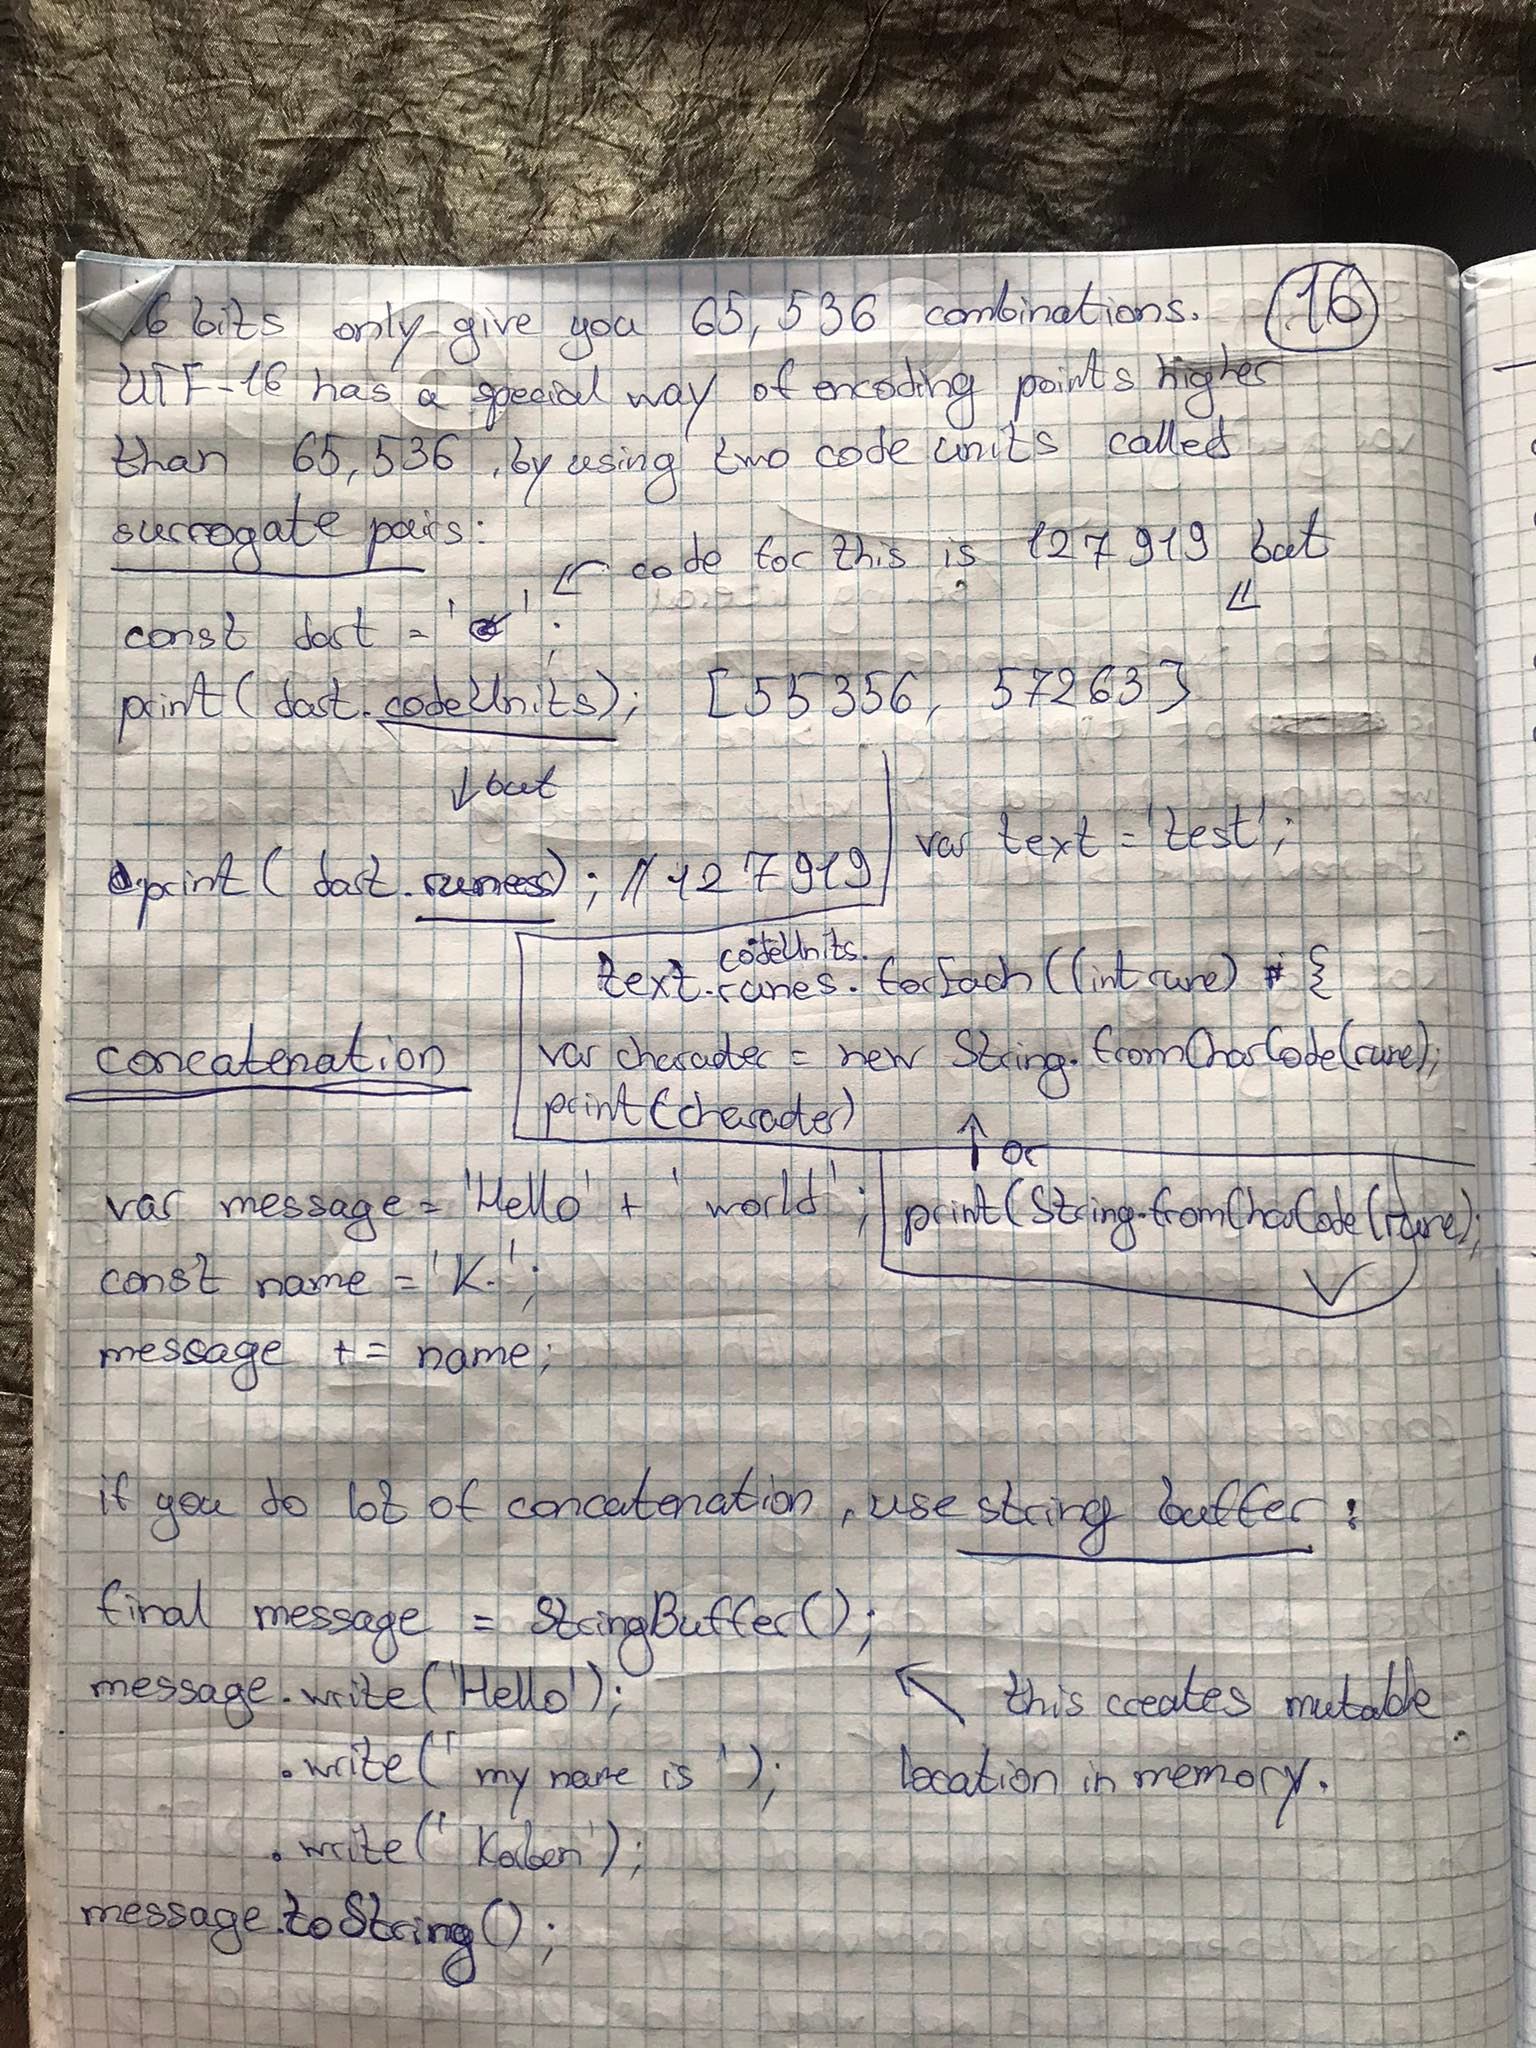 16
6 bits only give you 65,536 combinations.
UTF-16 has a special way of encoding points higher
than 65,536, by using two code units called
surrogate pairs:
← code for this is 127919 but
const dart = ' ' ;
print( dart.codeUnits); [55356, 57263]
↓ but
print( dart.runes); // 127919
var text = 'test';
codeUnits.
text.runes.forEach((int rune) {
var character = new String.fromCharCode(rune);
print(character)
↑ or
print(String.fromCharCode(rune);
concatenation
var message = 'Hello' + ' world' ;
const name = 'K.' ;
message += name;
if you do lot of concatenation, use string buffer :
final message = StringBuffer();
message.write('Hello');
.write(' my name is ');
.write(' Kaloen');
message.toString();
↖ this creates mutable
location in memory.